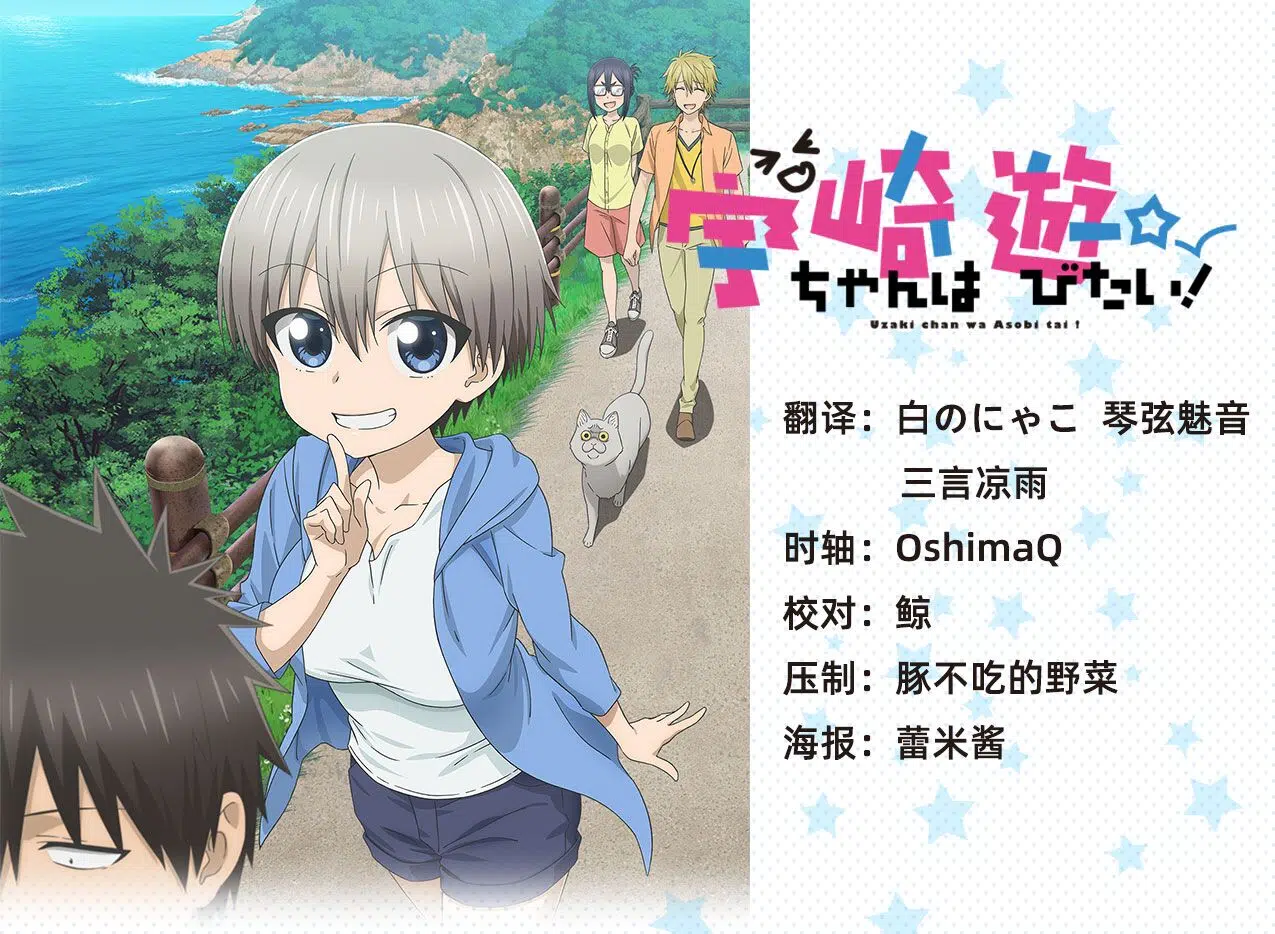 宇崎ちゃんは遊びたい!
Uzaki chan wa Asobi tai !
翻译：白のにゃこ 琴弦魅音
三言凉雨
时轴：OshimaQ
校对：鲸
压制：豚不吃的野菜
海报：蕾米酱